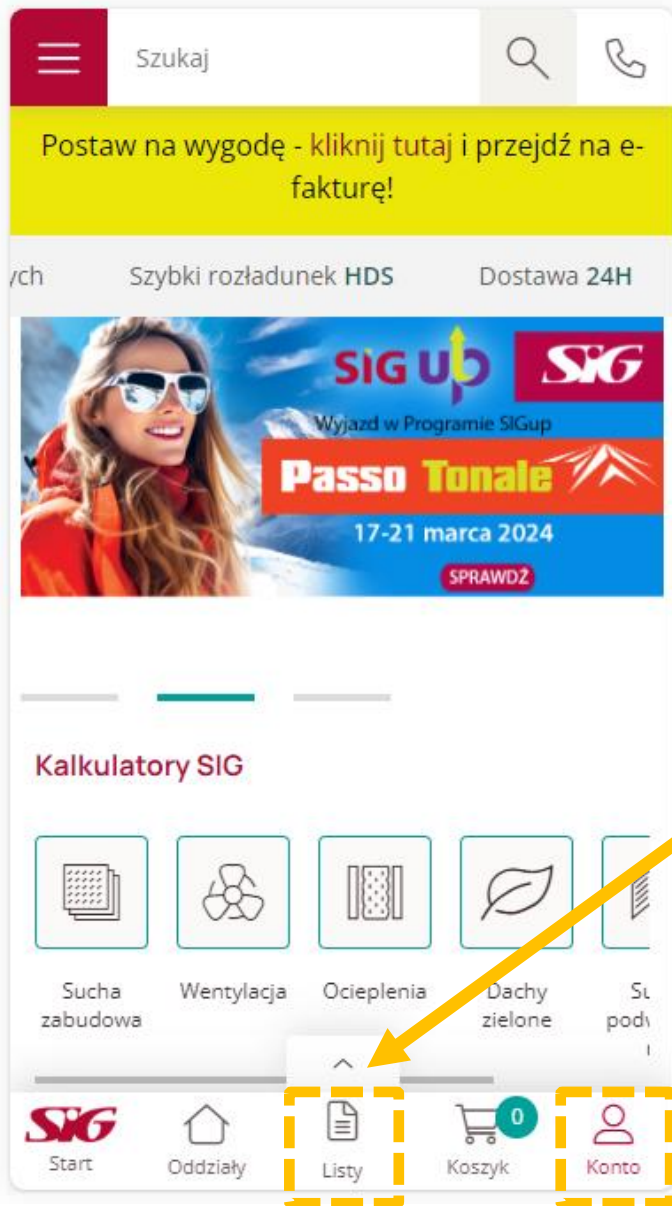 Szukaj
Postaw na wygodę - kliknij tutaj i przejdź na e-
fakturę!
ych Szybki rozładunek HDS Dostawa 24H
SIG Up SIG
Wyjazd w Programie SIGup
Passo Tonale
17-21 marca 2024
SPRAWDŹ
Kalkulatory SIG
Sucha zabudowa
Wentylacja
Ocieplenia
Dachy zielone
Su
podw
SIG
0
Start Oddziały Listy Koszyk Konto